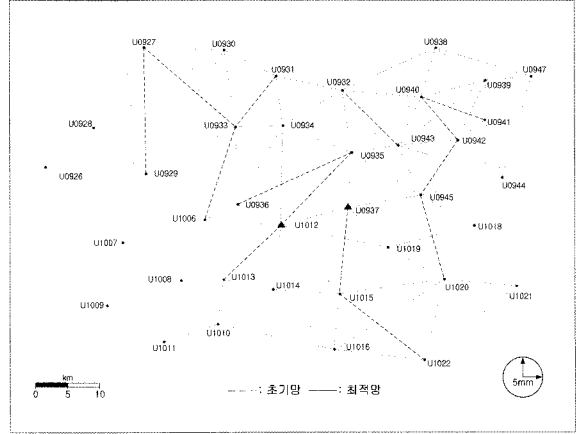 U0927
U0930
U0938
U0931
U0932
U0947
U0940
U0939
U0928
U0933
U0934
U0941
U0943
U0942
U0935
U0926
U0929
U0944
U0936
U0937
U0945
U1006
U1012
U1018
U1007
U1019
U1008
U1013
U1014
U1015
U1020
U1021
U1009
U1010
U1011
U1016
U1022
km
0 5 10
: 초기망 : 최적망
5mm